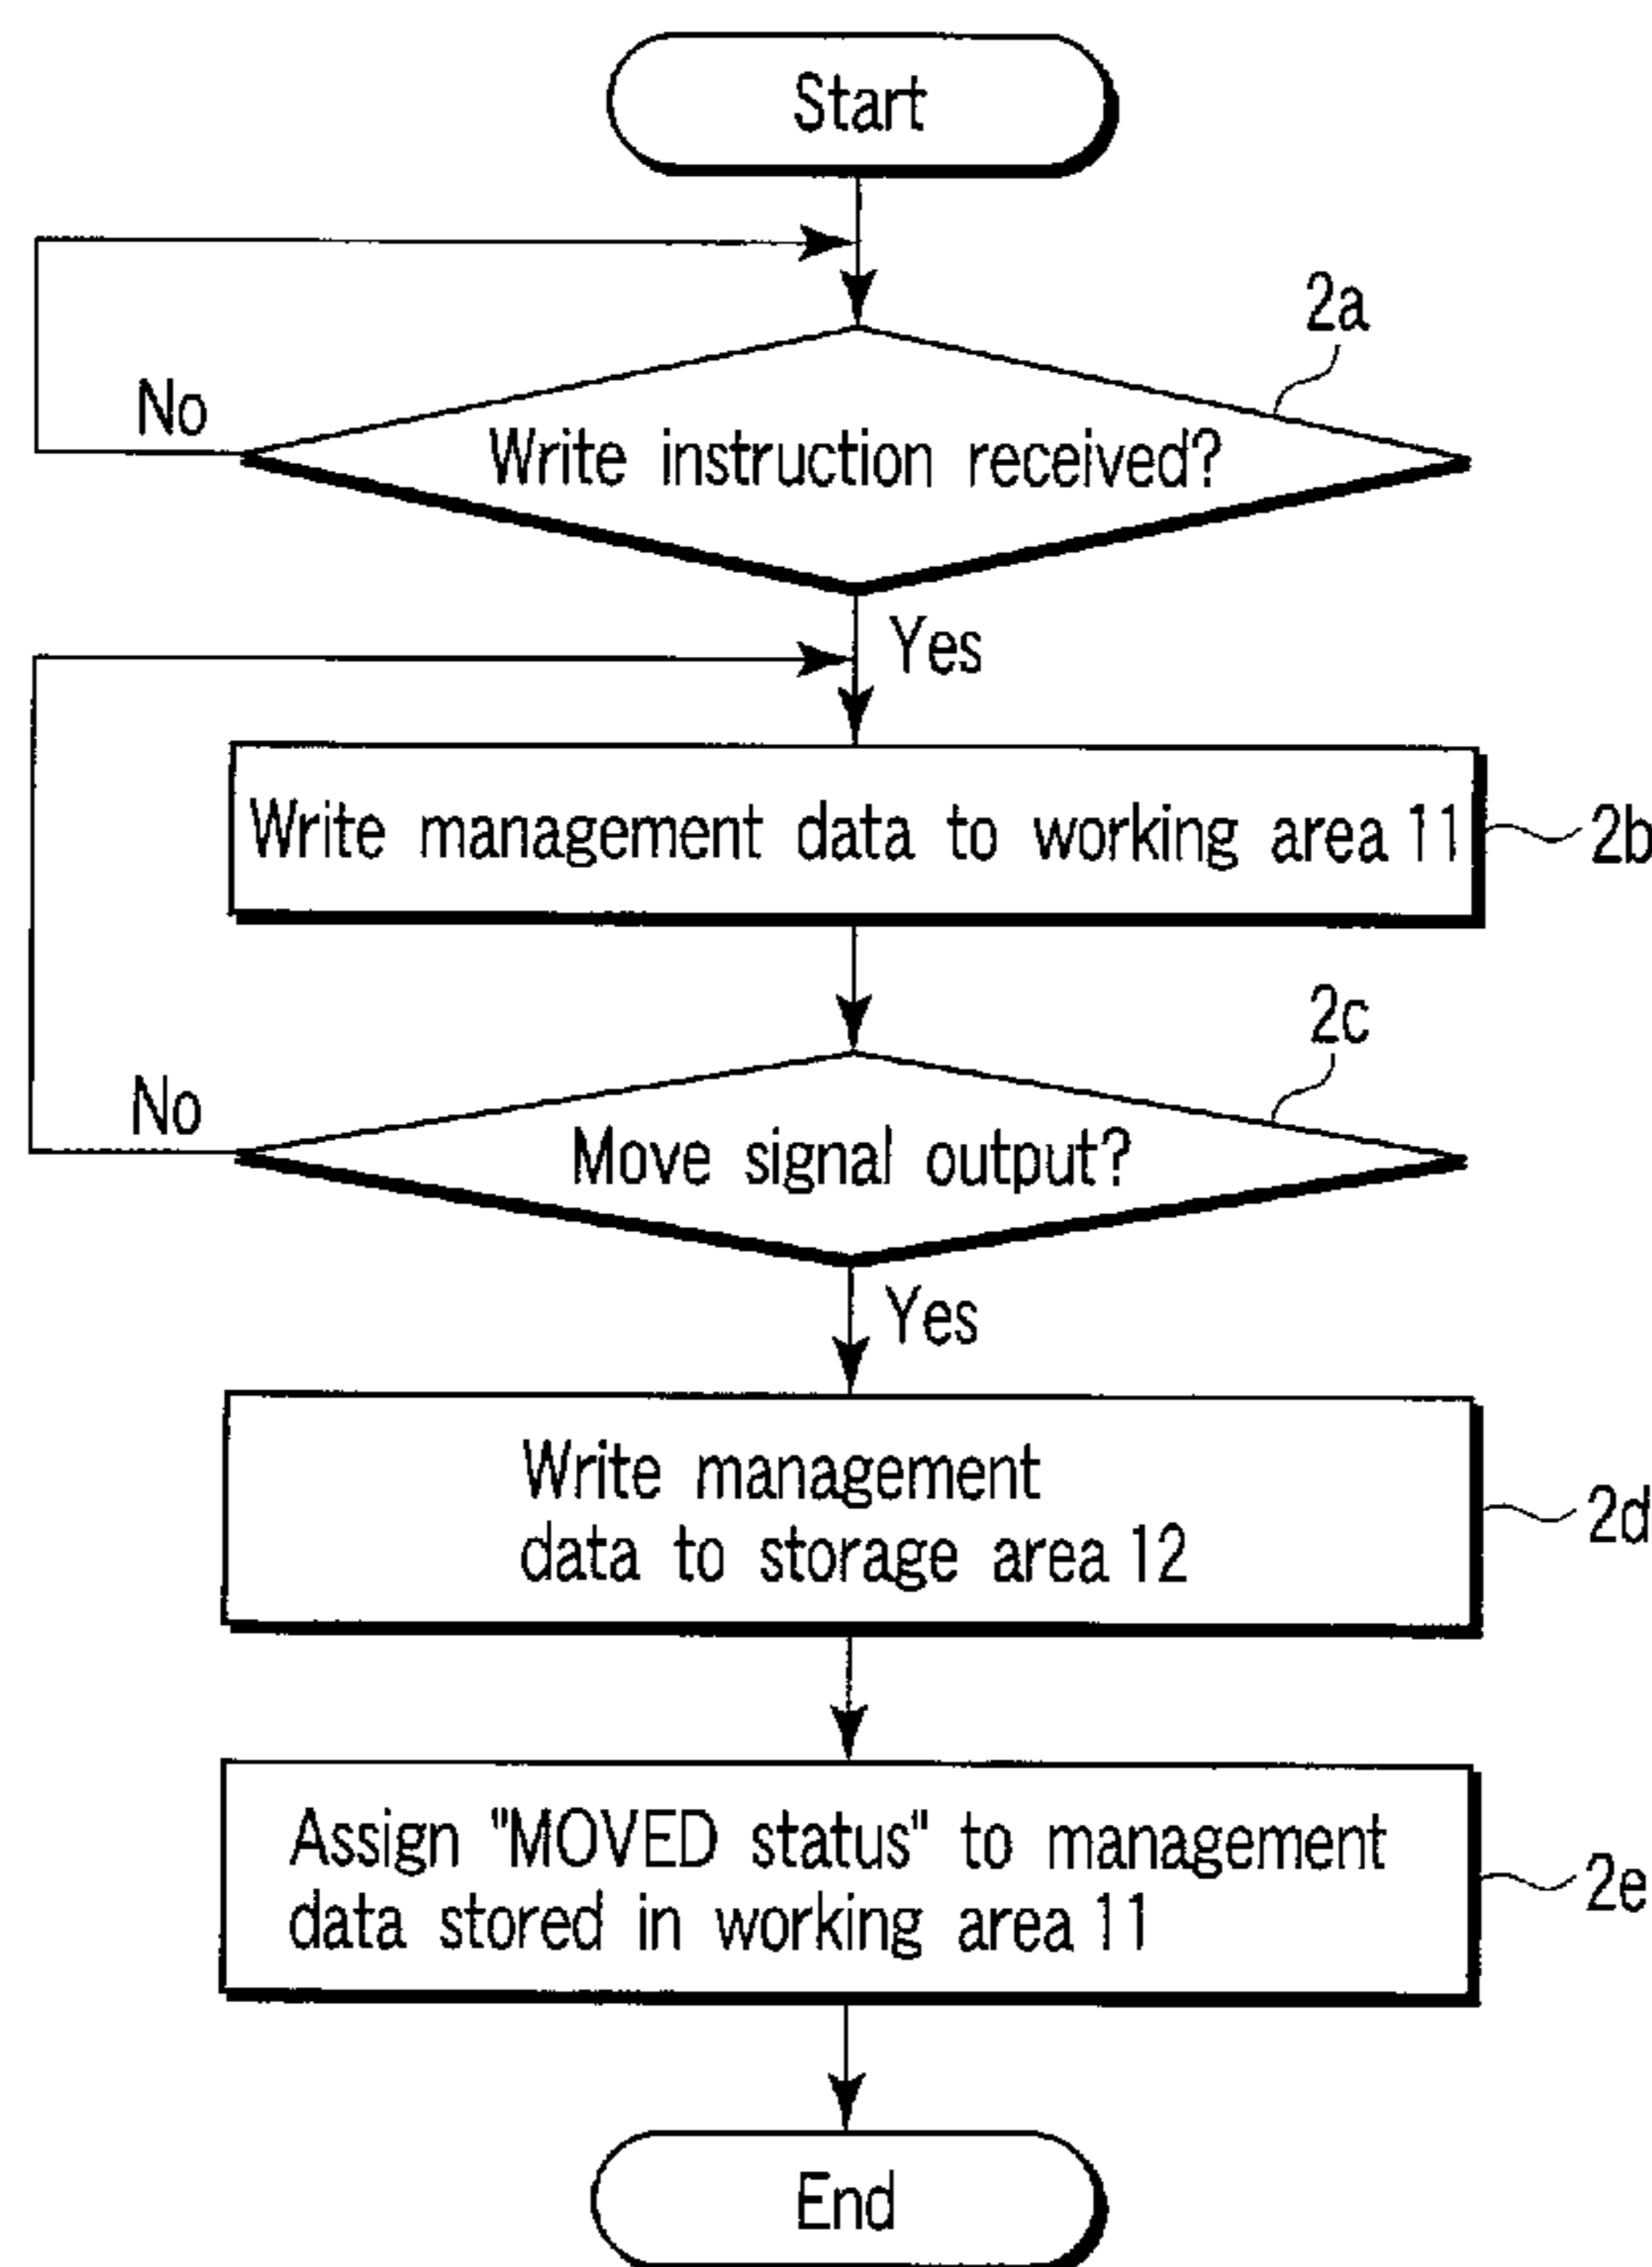 Start
2a
No
Write instruction received?
Yes
Write management data to working area 11
2b
2c
No
Move signal output?
Yes
Write management
data to storage area 12
2d
Assign "MOVED status" to management
data stored in working area 11
2e
End